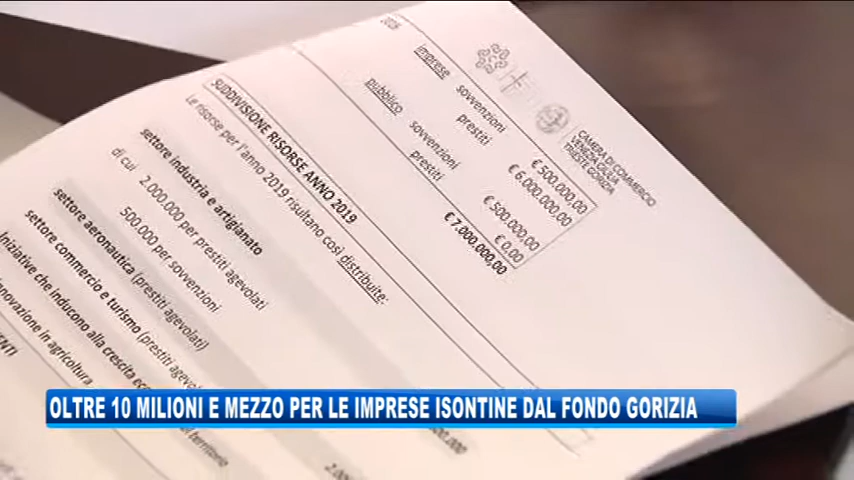 CAMERA DI COMMERCIO
VENEZIA GIULIA
TRIESTE GORIZIA
imprese
sovvenzioni € 500.000,00
prestiti € 6.000.000,00
pubblico
sovvenzioni € 500.000,00
prestiti € 0.00
€ 7.000.000,00
SUDDIVISIONE RISORSE ANNO 2019
Le risorse per l'anno 2019 risultano così distribuite:
settore industria e artigianato
di cui 2.000.000 per prestiti agevolati
500.000 per sovvenzioni
settore aeronautica (prestiti agevolati)
settore commercio e turismo (prestiti agevola
Iniziative che inducono alla crescita eco
nnovazione in agricoltura
territorio
OLTRE 10 MILIONI E MEZZO PER LE IMPRESE ISONTINE DAL FONDO GORIZIA